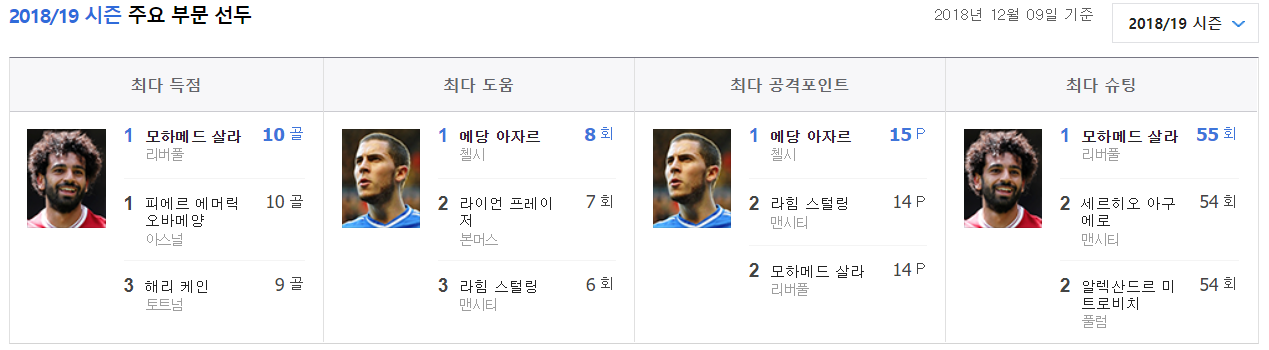 2018/19 시즌 주요 부문 선두
2018년 12월 09일 기준
2018/19 시즌
최다 득점
1 모하메드 살라 10 골
리버풀
1 피에르 에머릭 10 골
오바메양
아스널
3 해리 케인 9 골
토트넘
최다 도움
1 에당 아자르 8 회
첼시
2 라이언 프레이 7 회
저
본머스
3 라힘 스털링 6 회
맨시티
최다 공격포인트
1 에당 아자르 15 P
첼시
2 라힘 스털링 14 P
맨시티
2 모하메드 살라 14 P
리버풀
최다 슈팅
1 모하메드 살라 55 회
리버풀
2 세르히오 아구 54 회
에로
맨시티
2 알렉산드르 미 54 회
트로비치
풀럼